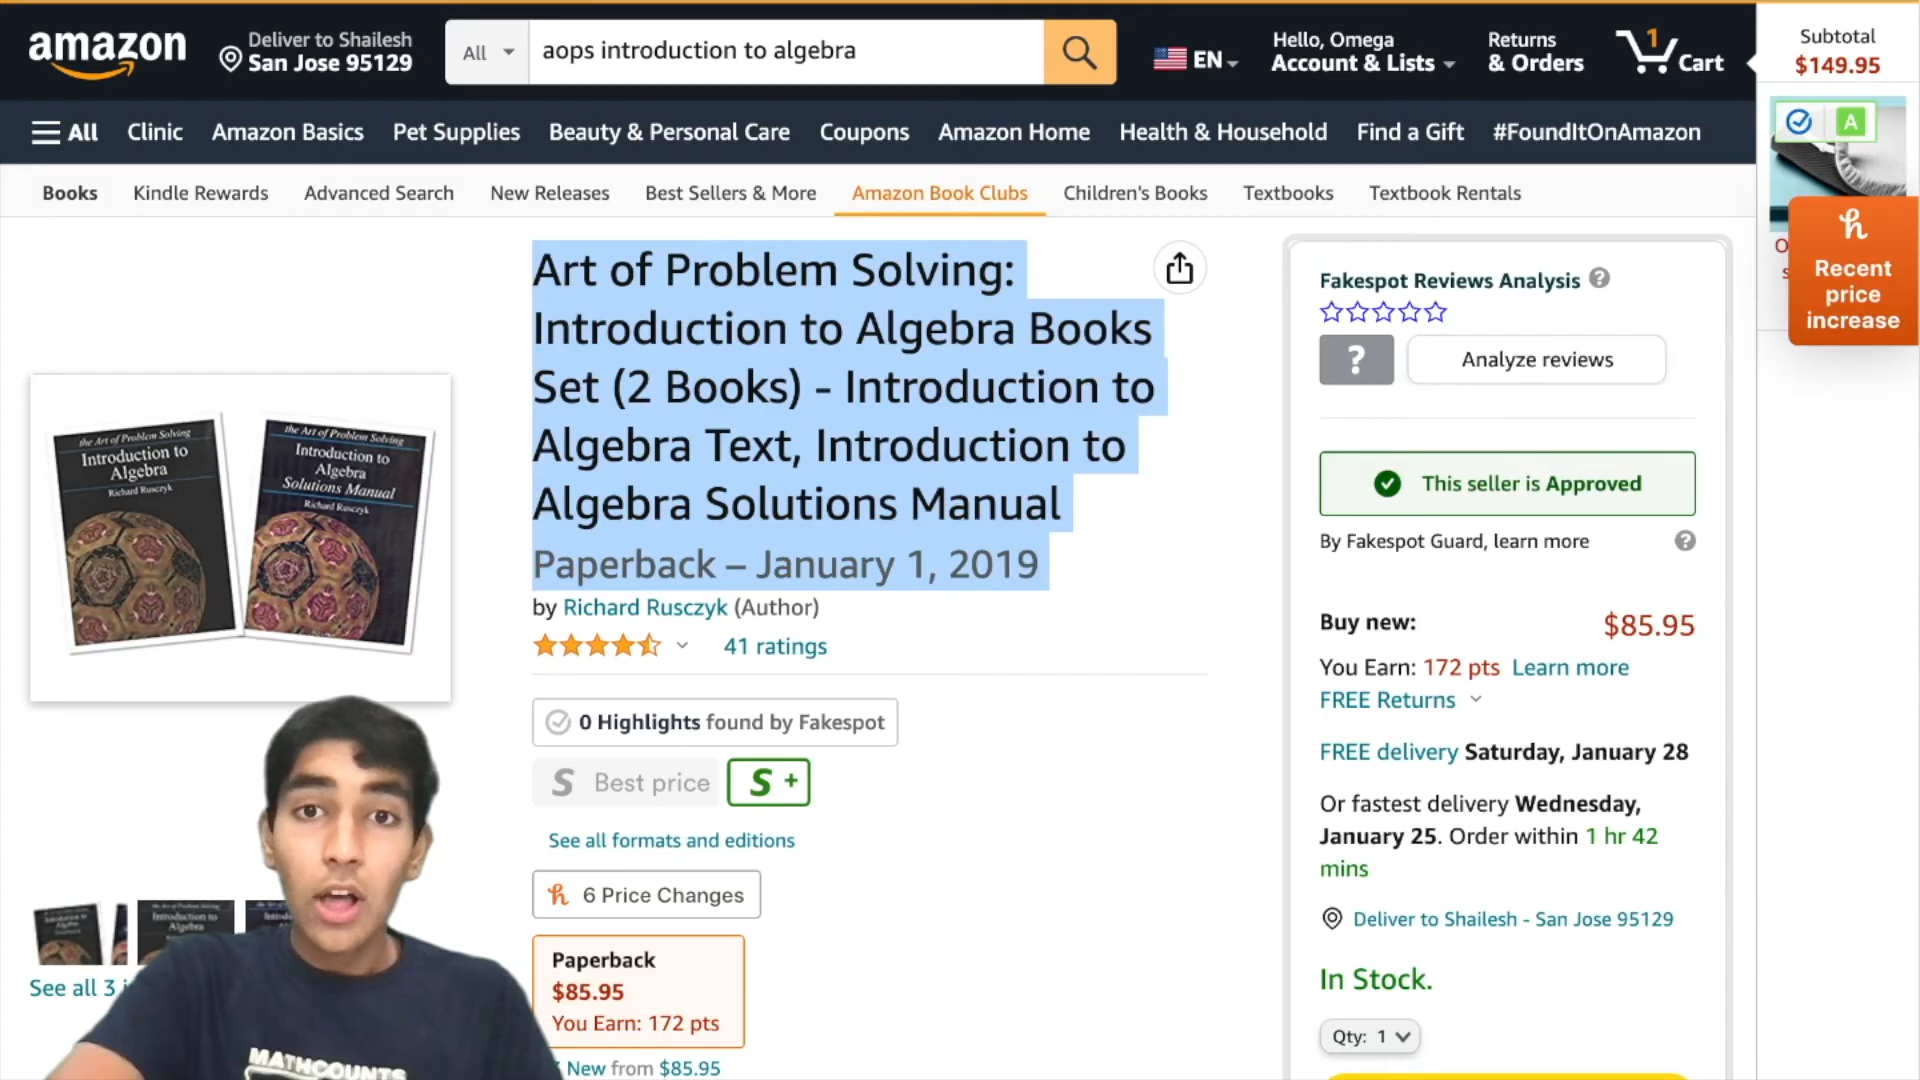 amazon
Deliver to Shailesh
San Jose 95129
All
aops introduction to algebra
EN
Hello, Omega
Account & Lists
Returns
& Orders
1
Cart
Subtotal
$149.95
All
Clinic
Amazon Basics
Pet Supplies
Beauty & Personal Care
Coupons
Amazon Home
Health & Household
Find a Gift
#FoundItOnAmazon
A
Books
Kindle Rewards
Advanced Search
New Releases
Best Sellers & More
Amazon Book Clubs
Children's Books
Textbooks
Textbook Rentals
h
Recent
price
increase
Art of Problem Solving:
Introduction to Algebra Books
Set (2 Books) - Introduction to
Algebra Text, Introduction to
Algebra Solutions Manual
Paperback – January 1, 2019
by Richard Rusczyk (Author)
41 ratings
the Art of Problem Solving
Introduction to
Algebra
Richard Rusczyk
the Art of Problem Solving
Introduction to
Algebra
Solutions Manual
Richard Rusczyk
0 Highlights found by Fakespot
S Best price
S +
See all formats and editions
h 6 Price Changes
Paperback
$85.95
You Earn: 172 pts
New from $85.95
Introduction to
Algebra
See all 3
MATHCOUNTS
Fakespot Reviews Analysis ?
?
Analyze reviews
This seller is Approved
By Fakespot Guard, learn more ?
Buy new:
$85.95
You Earn: 172 pts Learn more
FREE Returns
FREE delivery Saturday, January 28
Or fastest delivery Wednesday,
January 25. Order within 1 hr 42
mins
Deliver to Shailesh - San Jose 95129
In Stock.
Qty: 1